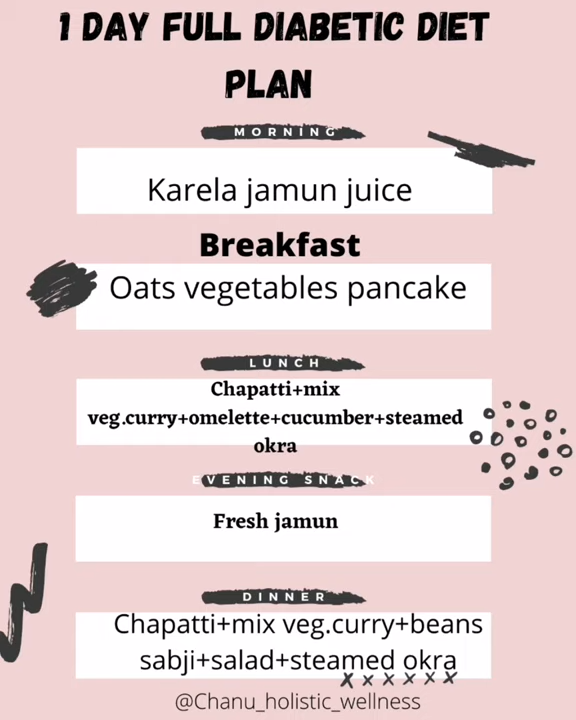 1 DAY FULL DIABETIC DIET
PLAN
MORNING
Karela jamun juice
Breakfast
Oats vegetables pancake
LUNCH
Chapatti+mix
veg.curry+omelette+cucumber+steamed
okra
EVENING SNACK
Fresh jamun
DINNER
Chapatti+mix veg.curry+beans
sabji+salad+steamed okra
@Chanu_holistic_wellness